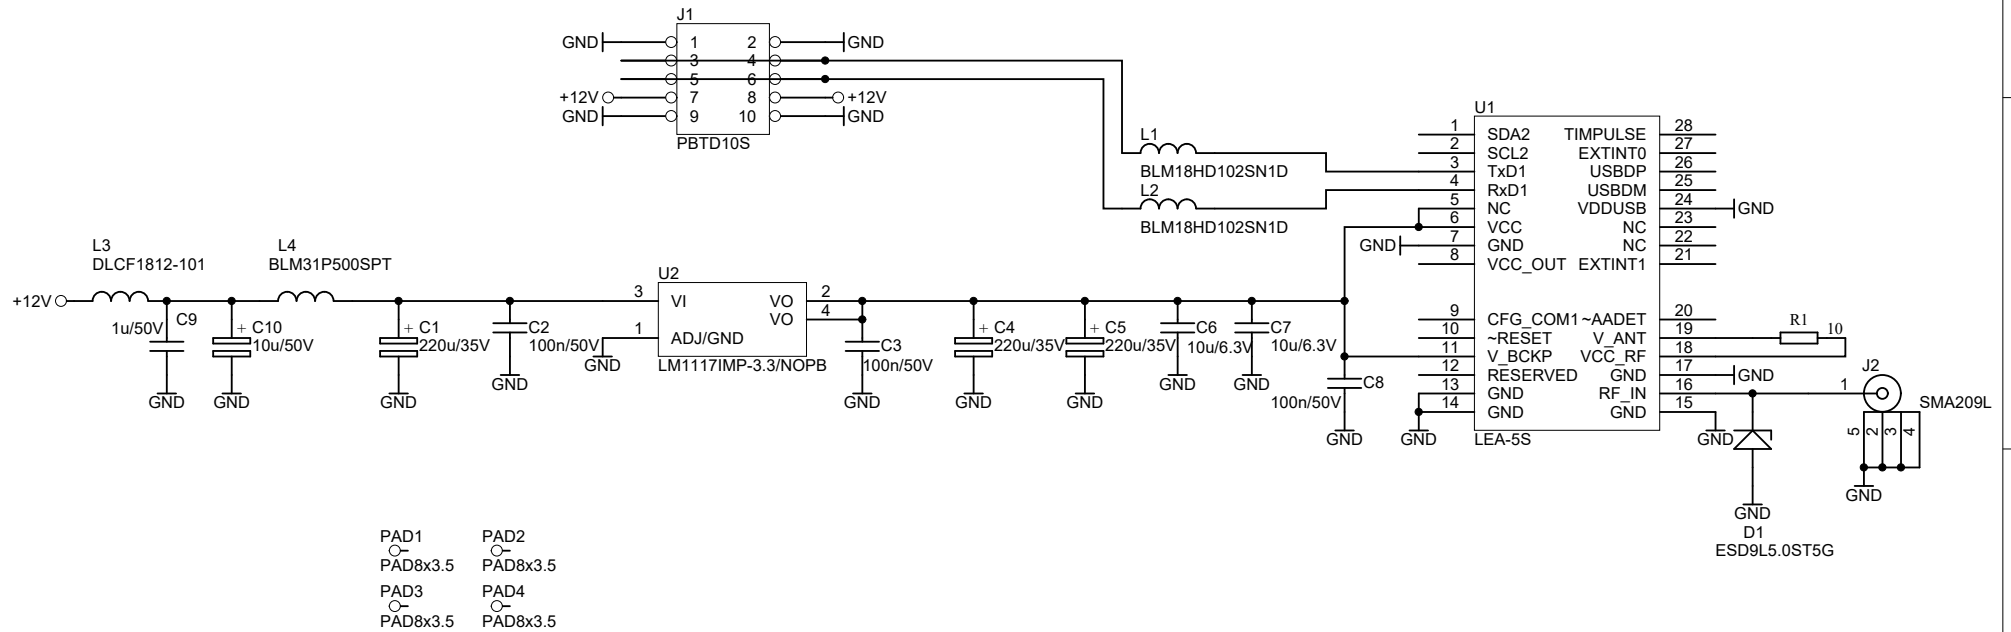 J1
GND 1 2 GND
3 4
5 6
+12V 7 8 +12V
GND 9 10 GND
PBTD10S
L1
BLM18HD102SN1D
L2
BLM18HD102SN1D
U1
1 SDA2 TIMPULSE 28
2 SCL2 EXTINT0 27
3 TxD1 USBDP 26
4 RxD1 USBDM 25
5 NC VDDUSB 24 GND
6 VCC NC 23
GND 7 GND NC 22
8 VCC_OUT EXTINT1 21
9 CFG_COM1 ~AADET 20
10 ~RESET V_ANT 19
11 V_BCKP VCC_RF 18
12 RESERVED GND 17 GND
13 GND RF_IN 16
14 GND GND 15
GND
GND
LEA-5S
R1 10
J2
1
SMA209L
5 2 3 4
GND
GND
D1
ESD9L5.0ST5G
L3
DLCF1812-101
L4
BLM31P500SPT
+12V
C9
1u/50V
GND
+ C10
10u/50V
GND
+ C1
220u/35V
GND
C2
100n/50V
GND
U2
3 VI VO 2
VO 4
1 ADJ/GND
GND
LM1117IMP-3.3/NOPB
C3
100n/50V
GND
+ C4
220u/35V
GND
+ C5
220u/35V
GND
C6
10u/6.3V
GND
C7
10u/6.3V
GND
C8
100n/50V
GND
PAD1 PAD2
PAD8x3.5 PAD8x3.5
PAD3 PAD4
PAD8x3.5 PAD8x3.5